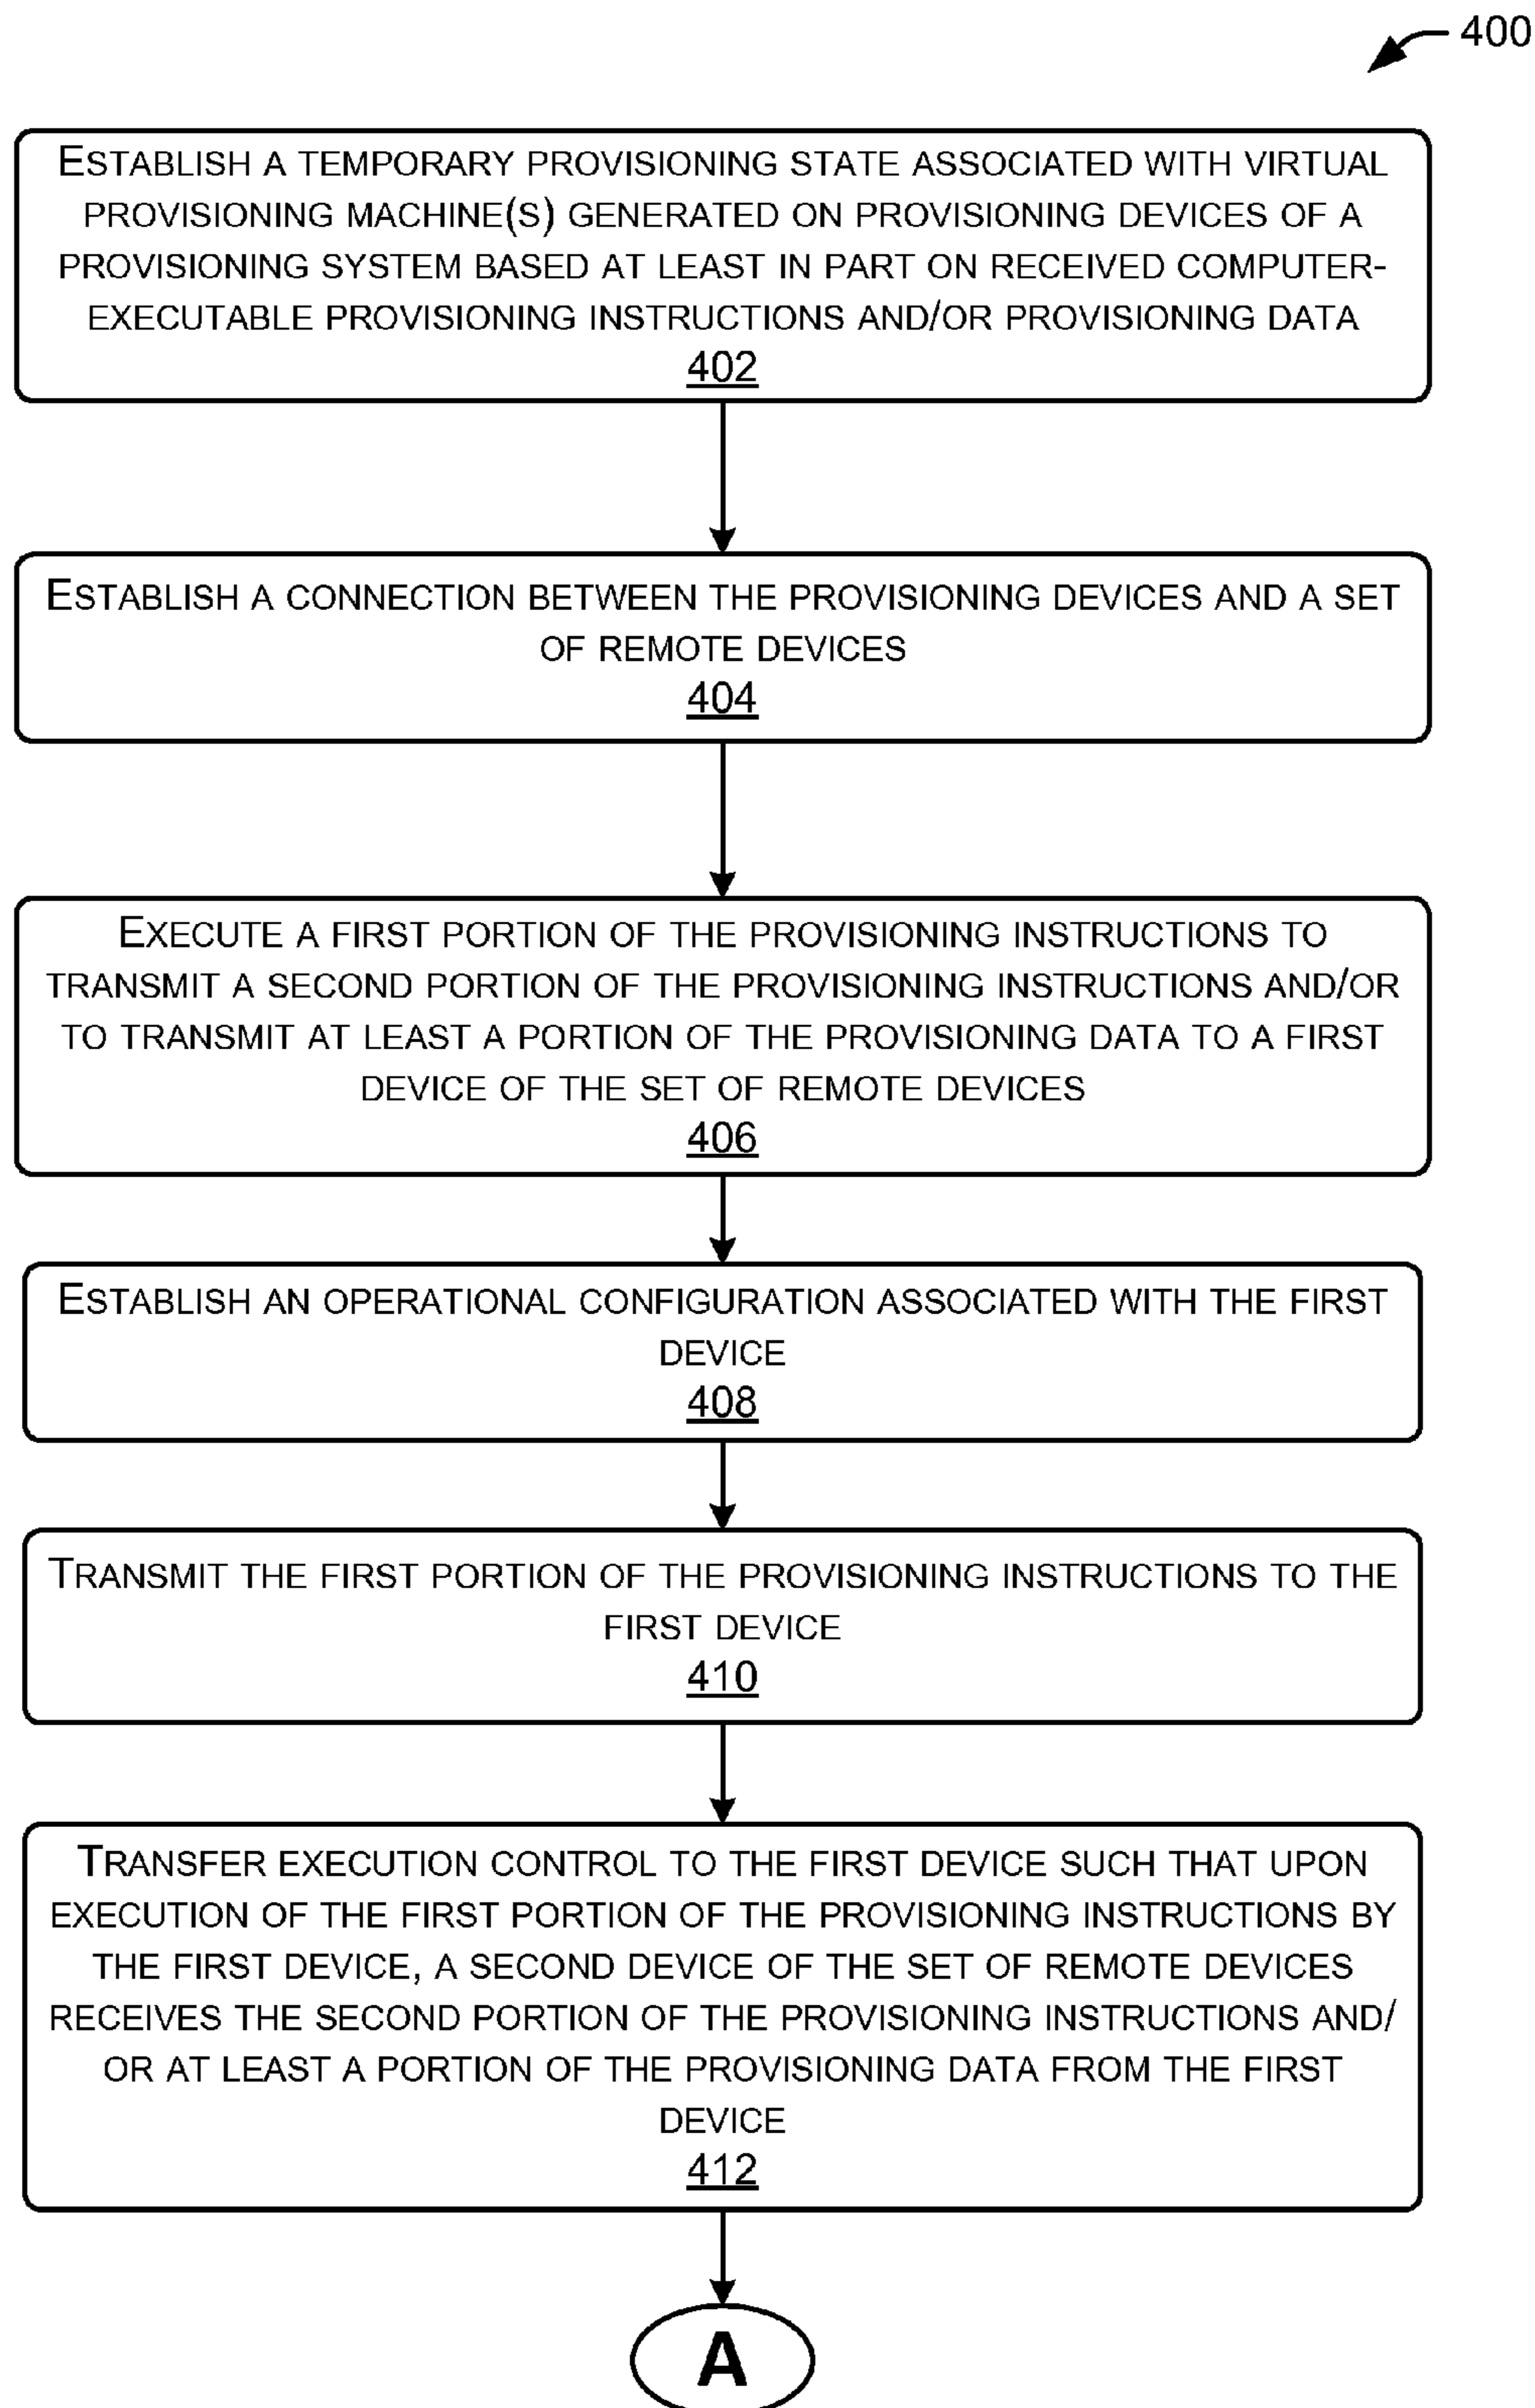 400
ESTABLISH A TEMPORARY PROVISIONING STATE ASSOCIATED WITH VIRTUAL
PROVISIONING MACHINE(S) GENERATED ON PROVISIONING DEVICES OF A
PROVISIONING SYSTEM BASED AT LEAST IN PART ON RECEIVED COMPUTER-
EXECUTABLE PROVISIONING INSTRUCTIONS AND/OR PROVISIONING DATA
402
ESTABLISH A CONNECTION BETWEEN THE PROVISIONING DEVICES AND A SET
OF REMOTE DEVICES
404
EXECUTE A FIRST PORTION OF THE PROVISIONING INSTRUCTIONS TO
TRANSMIT A SECOND PORTION OF THE PROVISIONING INSTRUCTIONS AND/OR
TO TRANSMIT AT LEAST A PORTION OF THE PROVISIONING DATA TO A FIRST
DEVICE OF THE SET OF REMOTE DEVICES
406
ESTABLISH AN OPERATIONAL CONFIGURATION ASSOCIATED WITH THE FIRST
DEVICE
408
TRANSMIT THE FIRST PORTION OF THE PROVISIONING INSTRUCTIONS TO THE
FIRST DEVICE
410
TRANSFER EXECUTION CONTROL TO THE FIRST DEVICE SUCH THAT UPON
EXECUTION OF THE FIRST PORTION OF THE PROVISIONING INSTRUCTIONS BY
THE FIRST DEVICE, A SECOND DEVICE OF THE SET OF REMOTE DEVICES
RECEIVES THE SECOND PORTION OF THE PROVISIONING INSTRUCTIONS AND/
OR AT LEAST A PORTION OF THE PROVISIONING DATA FROM THE FIRST
DEVICE
412
A